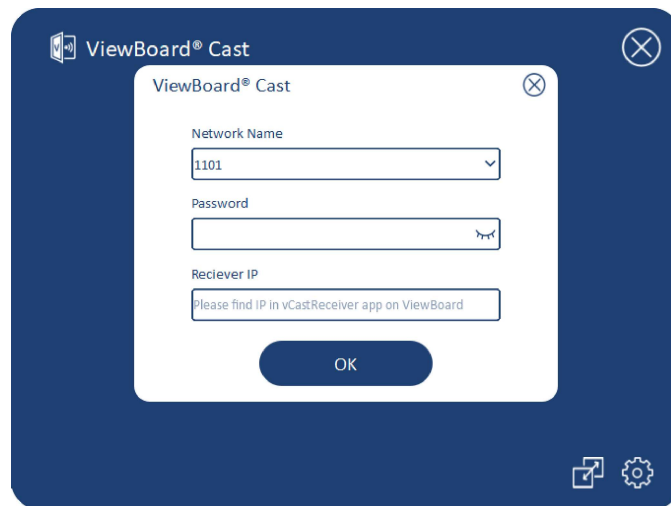 ViewBoard® Cast
ViewBoard® Cast
Network Name
1101
Password
Reciever IP
Please find IP in vCastReceiver app on ViewBoard
OK